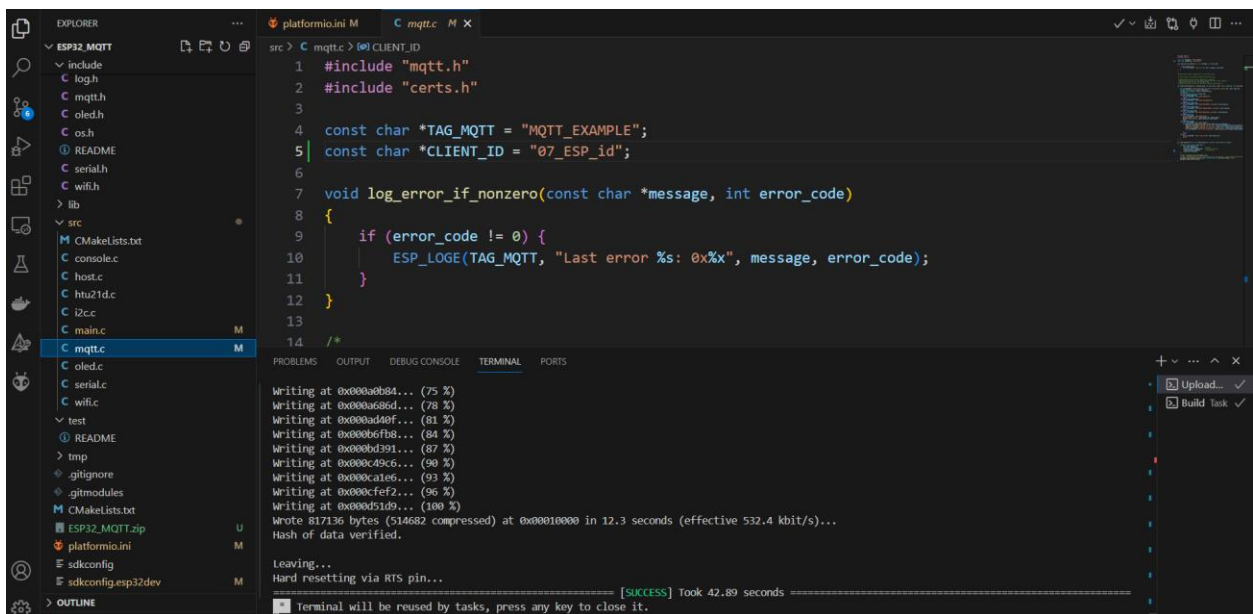 EXPLORER
ESP32_MQTT
include
log.h
mqtt.h
oled.h
os.h
README
serial.h
wifi.h
lib
src
CMakeLists.txt
console.c
host.c
htu21d.c
i2c.c
main.c M
mqtt.c M
oled.c
serial.c
wifi.c
test
README
tmp
.gitignore
.gitmodules
CMakeLists.txt
ESP32_MQTT.zip U
platformio.ini M
sdkconfig
sdkconfig.esp32dev M
OUTLINE
6
platformio.ini M C mqtt.c M
src > C mqtt.c > CLIENT_ID
1 #include "mqtt.h"
2 #include "certs.h"
3
4 const char *TAG_MQTT = "MQTT_EXAMPLE";
5 const char *CLIENT_ID = "07_ESP_id";
6
7 void log_error_if_nonzero(const char *message, int error_code)
8 {
9 if (error_code != 0) {
10 ESP_LOGE(TAG_MQTT, "Last error %s: 0x%x", message, error_code);
11 }
12 }
13
14 /*
PROBLEMS OUTPUT DEBUG CONSOLE TERMINAL PORTS
Writing at 0x000a0b84... (75 %)
Writing at 0x000a686d... (78 %)
Writing at 0x000ad40f... (81 %)
Writing at 0x000b6fb8... (84 %)
Writing at 0x000bd391... (87 %)
Writing at 0x000c49c6... (90 %)
Writing at 0x000ca1e6... (93 %)
Writing at 0x000cfef2... (96 %)
Writing at 0x000d51d9... (100 %)
Wrote 817136 bytes (514682 compressed) at 0x00010000 in 12.3 seconds (effective 532.4 kbit/s)...
Hash of data verified.
Leaving...
Hard resetting via RTS pin...
[SUCCESS] Took 42.89 seconds
* Terminal will be reused by tasks, press any key to close it.
Upload...
Build Task